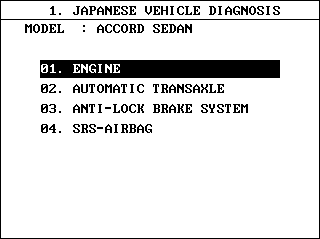 1. JAPANESE VEHICLE DIAGNOSIS
MODEL : ACCORD SEDAN
01. ENGINE
02. AUTOMATIC TRANSAXLE
03. ANTI-LOCK BRAKE SYSTEM
04. SRS-AIRBAG